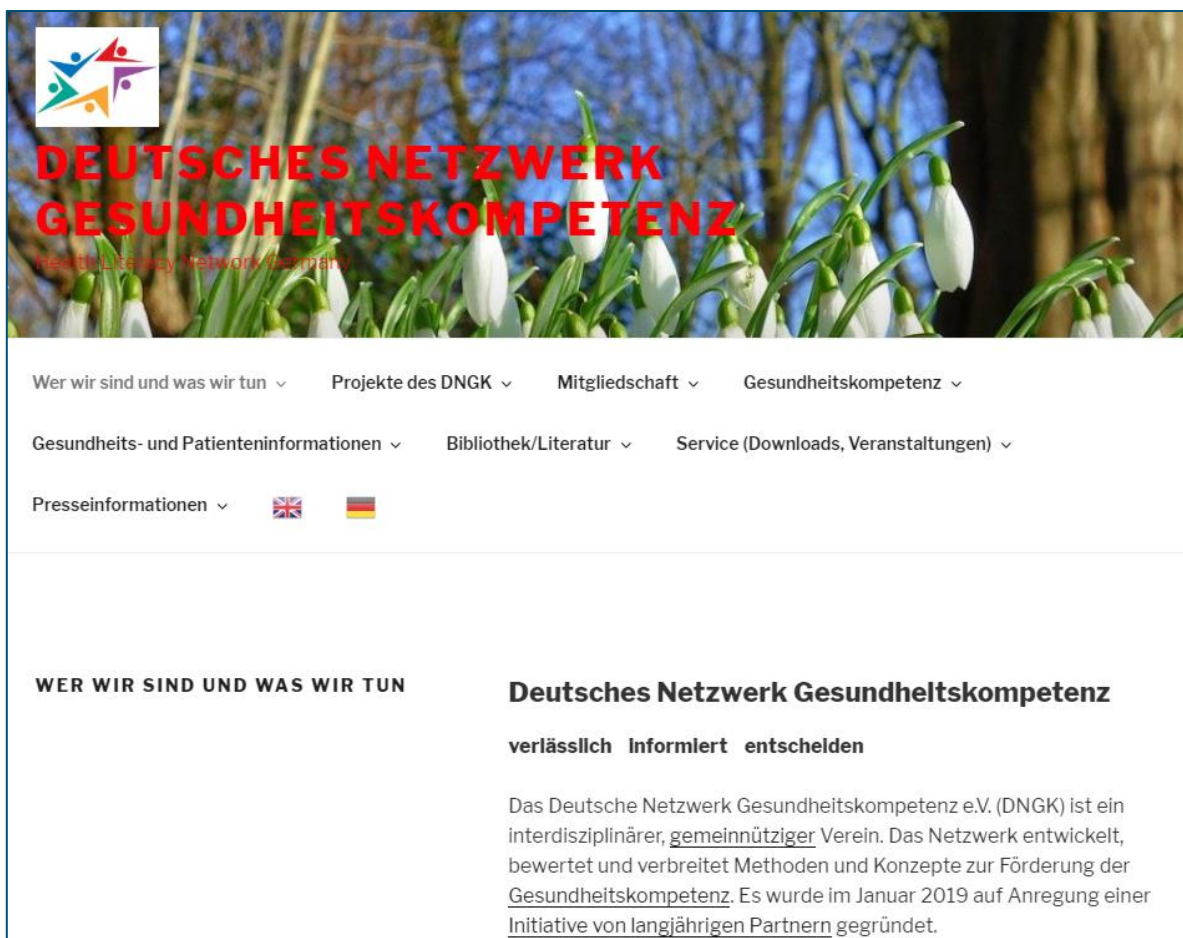 DEUTSCHES NETZWERK
GESUNDHEITSKOMPETENZ
Health Literacy Network Germany
Wer wir sind und was wir tun
Projekte des DNGK
Mitgliedschaft
Gesundheitskompetenz
Gesundheits- und Patienteninformationen
Bibliothek/Literatur
Service (Downloads, Veranstaltungen)
Presseinformationen
WER WIR SIND UND WAS WIR TUN
Deutsches Netzwerk Gesundheitskompetenz
verlässlich informiert entscheiden
Das Deutsche Netzwerk Gesundheitskompetenz e.V. (DNGK) ist ein
interdisziplinärer, gemeinnütziger Verein. Das Netzwerk entwickelt,
bewertet und verbreitet Methoden und Konzepte zur Förderung der
Gesundheitskompetenz. Es wurde im Januar 2019 auf Anregung einer
Initiative von langjährigen Partnern gegründet.